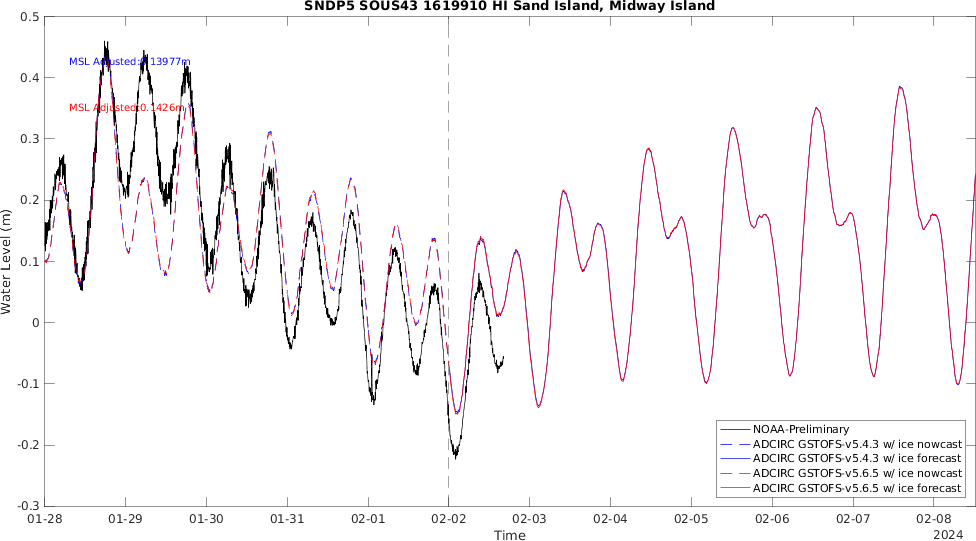 SNDP5 SOUS43 1619910 HI Sand Island, Midway Island
0.5
0.4
0.3
0.2
0.1
0
-0.1
-0.2
-0.3
Water Level (m)
MSL Adjusted:0.13977m
MSL Adjusted:0.1426m
NOAA-Preliminary
ADCIRC GSTOFS-v5.4.3 w/ ice nowcast
ADCIRC GSTOFS-v5.4.3 w/ ice forecast
ADCIRC GSTOFS-v5.6.5 w/ ice nowcast
ADCIRC GSTOFS-v5.6.5 w/ ice forecast
01-28 01-29 01-30 01-31 02-01 02-02 02-03 02-04 02-05 02-06 02-07 02-08
Time
2024